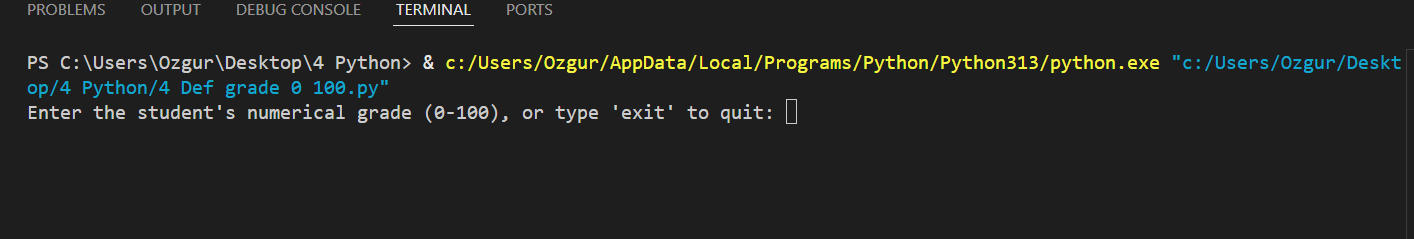 PROBLEMS OUTPUT DEBUG CONSOLE TERMINAL PORTS
PS C:\Users\Ozgur\Desktop\4 Python> & c:/Users/Ozgur/AppData/Local/Programs/Python/Python313/python.exe "c:/Users/Ozgur/Deskt
op/4 Python/4 Def grade 0 100.py"
Enter the student's numerical grade (0-100), or type 'exit' to quit: